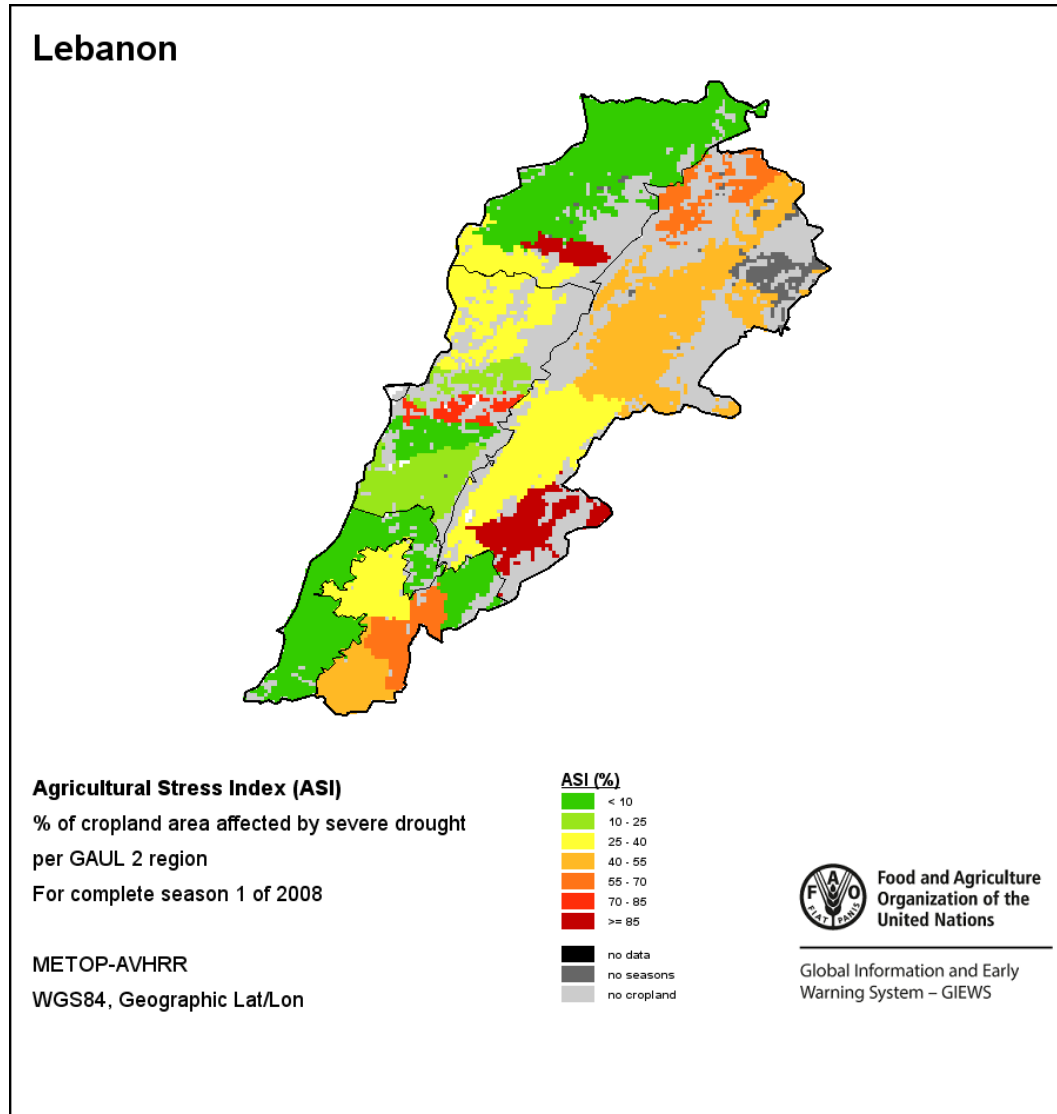 Lebanon
Agricultural Stress Index (ASI)
% of cropland area affected by severe drought
per GAUL 2 region
For complete season 1 of 2008
METOP-AVHRR
WGS84, Geographic Lat/Lon
ASI (%)
< 10
10 - 25
25 - 40
40 - 55
55 - 70
70 - 85
>= 85
no data
no seasons
no cropland
F A O
FIAT PANIS
Food and Agriculture
Organization of the
United Nations
Global Information and Early
Warning System – GIEWS